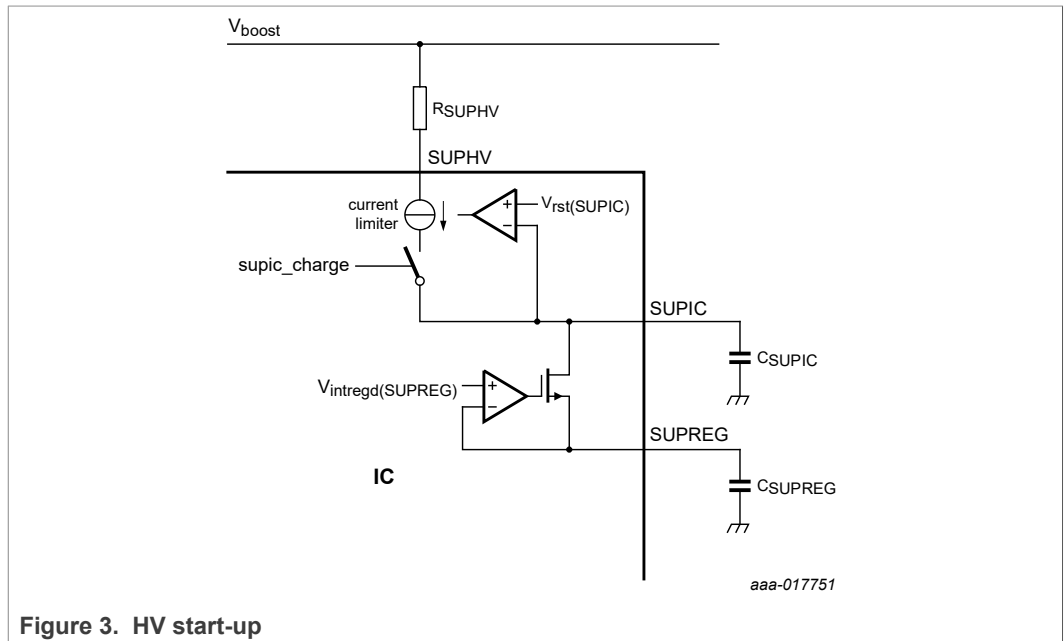 Vboost
RSUPHV
SUPHV
current
limiter
+
Vrst(SUPIC)
−
supic_charge
SUPIC
CSUPIC
Vintregd(SUPREG)
+
−
SUPREG
IC
CSUPREG
aaa-017751
Figure 3. HV start-up